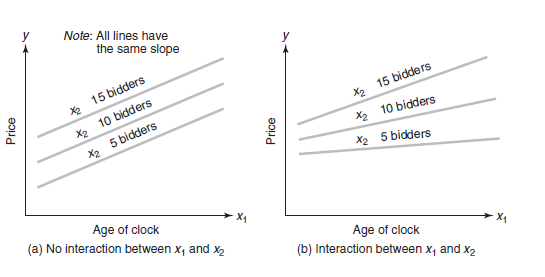 y
Note: All lines have
the same slope
x₂ 15 bidders
x₂ 10 bidders
x₂ 5 bidders
Price
x₁
Age of clock
(a) No interaction between x₁ and x₂
y
x₂ 15 bidders
x₂ 10 bidders
x₂ 5 bidders
Price
x₁
Age of clock
(b) Interaction between x₁ and x₂